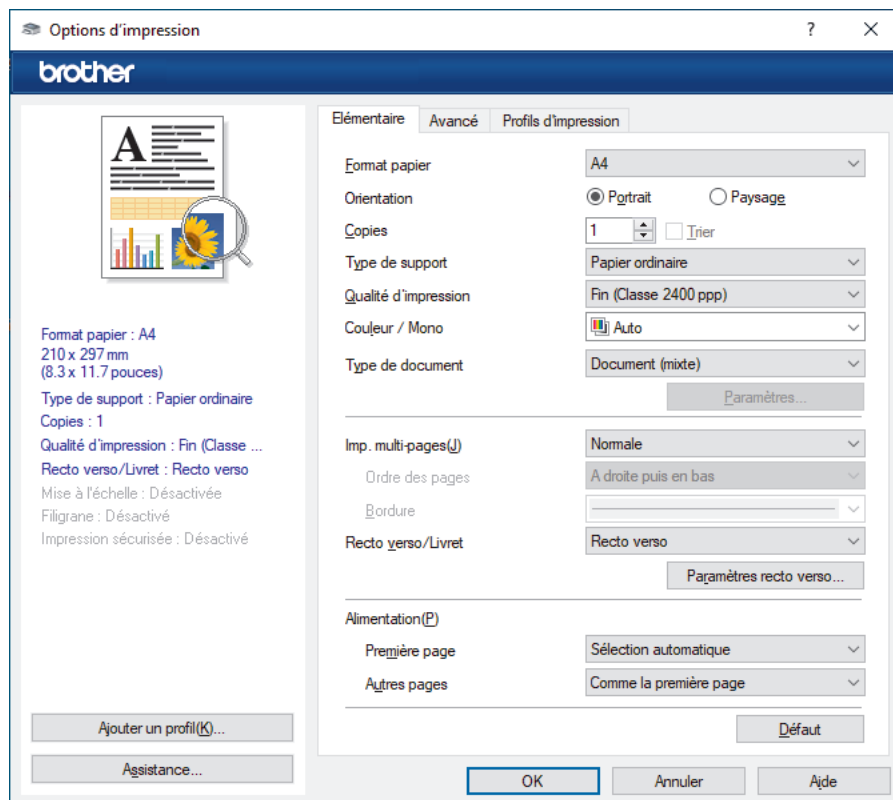 Options d'impression
?
brother
A
Format papier : A4
210 x 297 mm
(8.3 x 11.7 pouces)
Type de support : Papier ordinaire
Copies : 1
Qualité d'impression : Fin (Classe ...
Recto verso/Livret : Recto verso
Mise à l'échelle : Désactivée
Filigrane : Désactivé
Impression sécurisée : Désactivé
Ajouter un profil(K)...
Assistance...
Elémentaire Avancé Profils d'impression
Format papier A4
Orientation Portrait Paysage
Copies 1 Trier
Type de support Papier ordinaire
Qualité d'impression Fin (Classe 2400 ppp)
Couleur / Mono Auto
Type de document Document (mixte)
Paramètres...
Imp. multi-pages(J) Normale
Ordre des pages A droite puis en bas
Bordure
Recto verso/Livret Recto verso
Paramètres recto verso...
Alimentation(P)
Première page Sélection automatique
Autres pages Comme la première page
Défaut
OK Annuler Aide